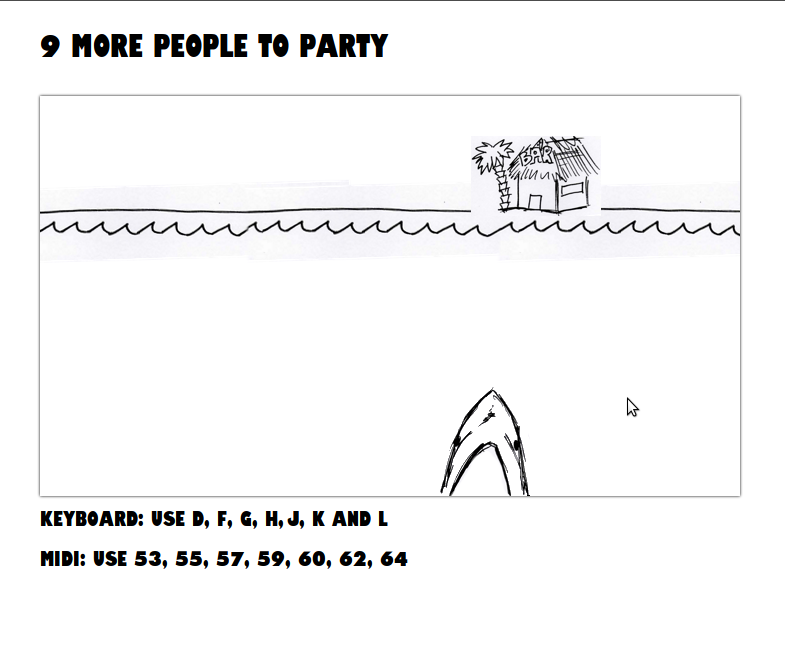 9 MORE PEOPLE TO PARTY
BAR
KEYBOARD: USE D, F, G, H, J, K AND L
MIDI: USE 53, 55, 57, 59, 60, 62, 64